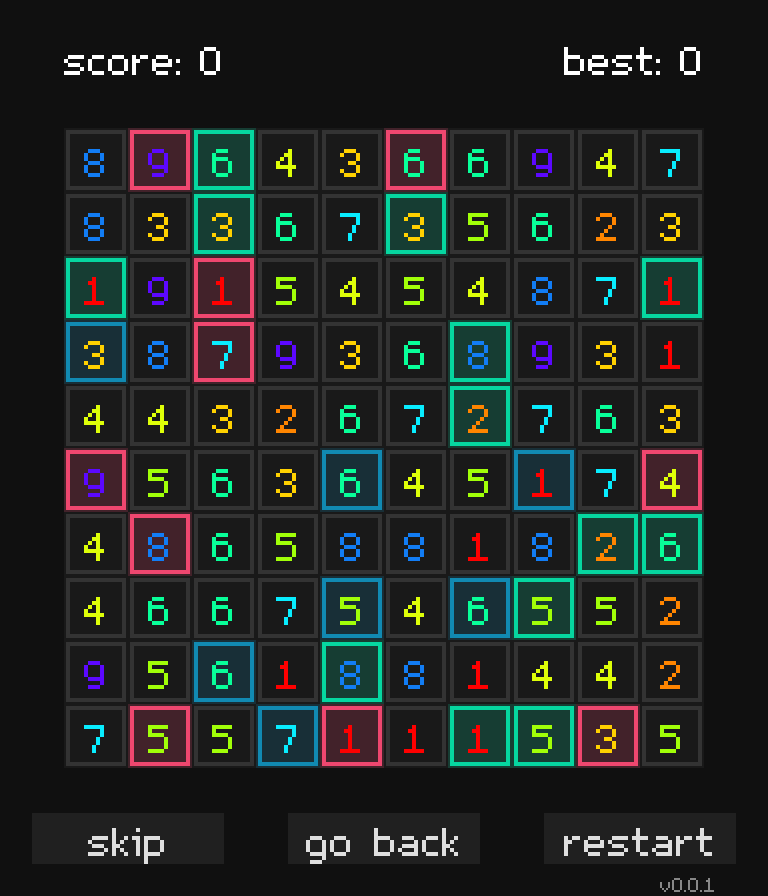 score: 0 best: 0
8 9 6 4 3 6 6 9 4 7
8 3 3 6 7 3 5 6 2 3
1 9 1 5 4 5 4 8 7 1
3 8 7 9 3 6 8 9 3 1
4 4 3 2 6 7 2 7 6 3
9 5 6 3 6 4 5 1 7 4
4 8 6 5 8 8 1 8 2 6
4 6 6 7 5 4 6 5 5 2
9 5 6 1 8 8 1 4 4 2
7 5 5 7 1 1 1 5 3 5
skip go back restart
v0.0.1